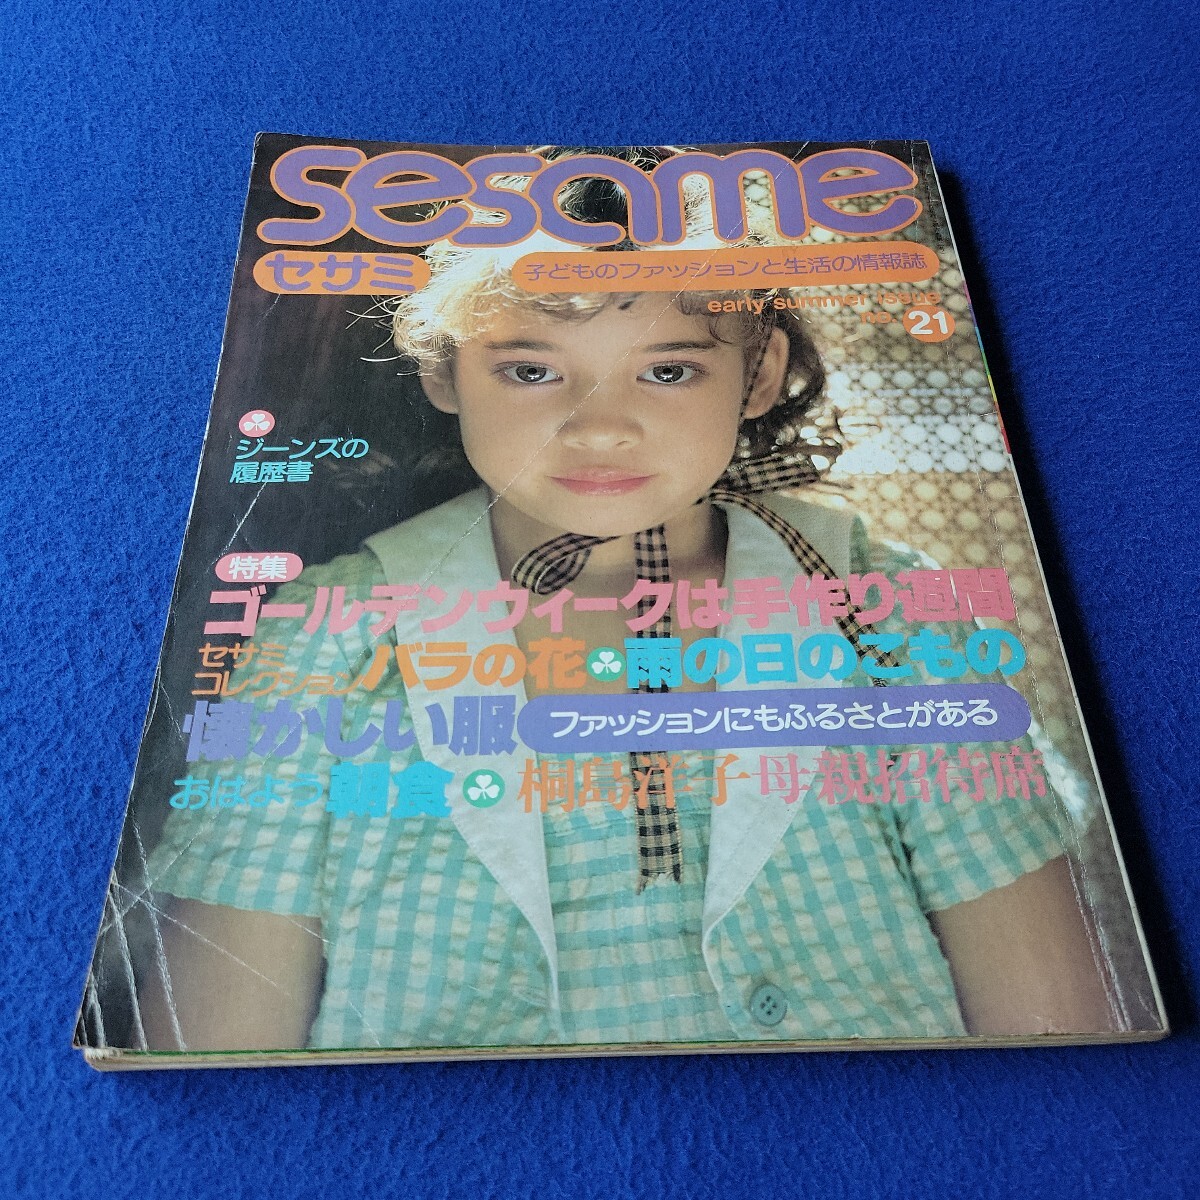 sesame
セサミ
子どものファッションと生活の情報誌
early summer issue
no. 21
ジーンズの
履歴書
特集
ゴールデンウィークは手作り週間
セサミ
コレクション バラの花 雨の日のこもの
懐かしい服 ファッションにもふるさとがある
おはよう朝食 桐島洋子母親招待席